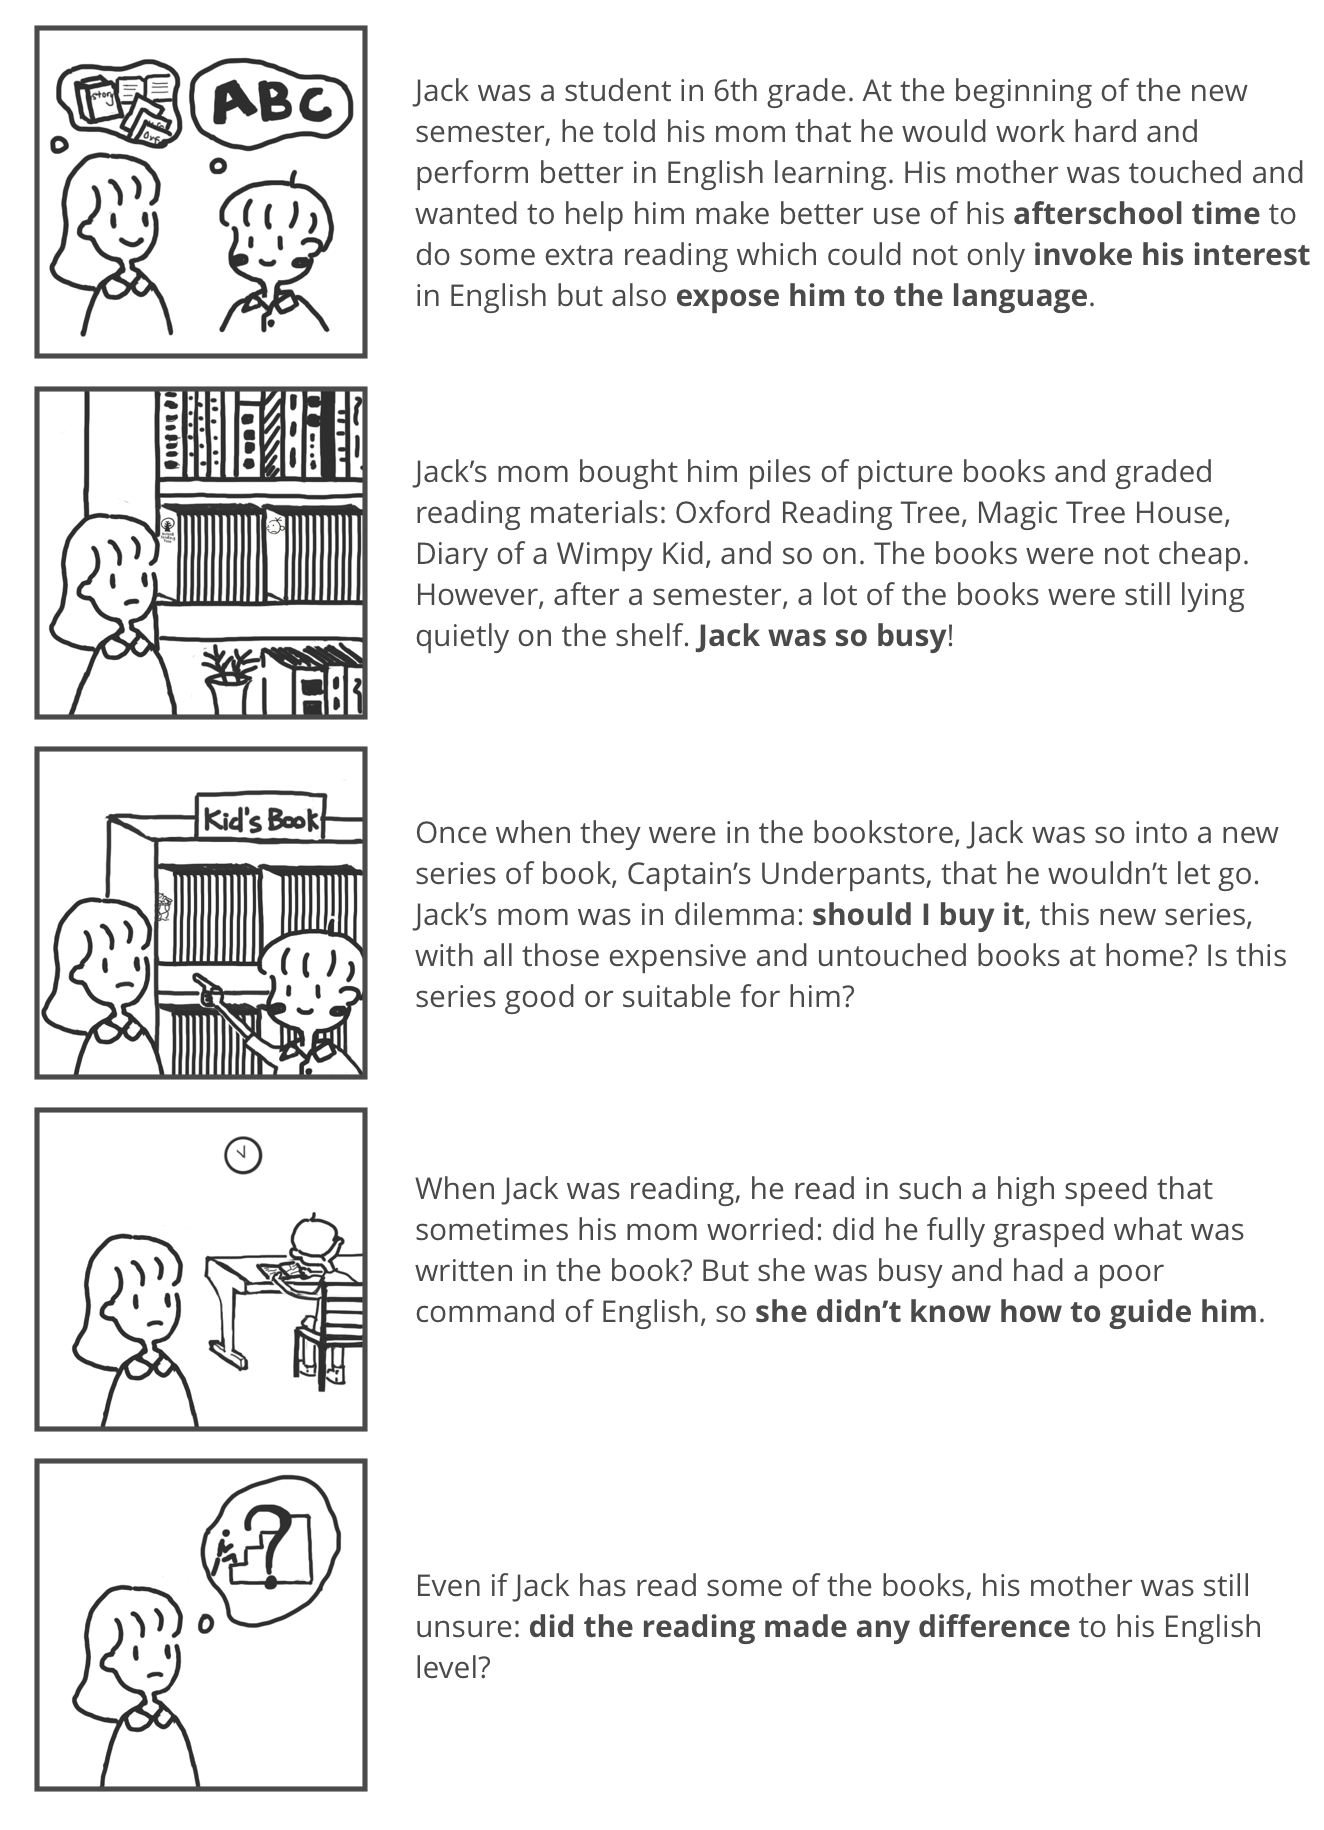 story
Oxf
ABC
Jack was a student in 6th grade. At the beginning of the new
semester, he told his mom that he would work hard and
perform better in English learning. His mother was touched and
wanted to help him make better use of his afterschool time to
do some extra reading which could not only invoke his interest
in English but also expose him to the language.
Jack’s mom bought him piles of picture books and graded
reading materials: Oxford Reading Tree, Magic Tree House,
Diary of a Wimpy Kid, and so on. The books were not cheap.
However, after a semester, a lot of the books were still lying
quietly on the shelf. Jack was so busy!
Kid's Book
Once when they were in the bookstore, Jack was so into a new
series of book, Captain’s Underpants, that he wouldn’t let go.
Jack’s mom was in dilemma: should I buy it, this new series,
with all those expensive and untouched books at home? Is this
series good or suitable for him?
When Jack was reading, he read in such a high speed that
sometimes his mom worried: did he fully grasped what was
written in the book? But she was busy and had a poor
command of English, so she didn’t know how to guide him.
?
Even if Jack has read some of the books, his mother was still
unsure: did the reading made any difference to his English
level?